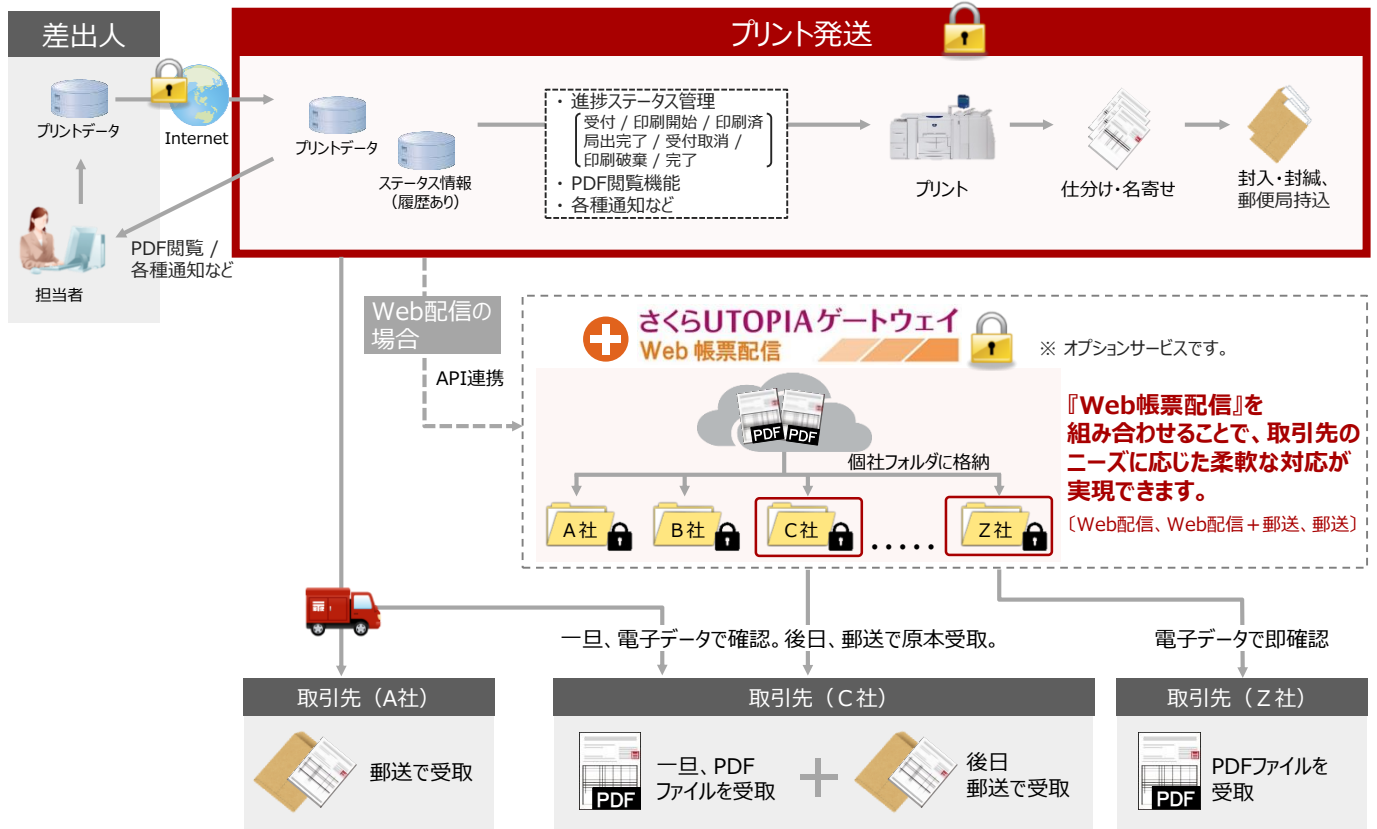 差出人
プリントデータ
担当者
Internet
PDF閲覧 /
各種通知など
プリント発送
プリントデータ
ステータス情報
(履歴あり)
・ 進捗ステータス管理
受付 / 印刷開始 / 印刷済
局出完了 / 受付取消 /
印刷破棄 / 完了
・ PDF閲覧機能
・ 各種通知など
プリント
仕分け・名寄せ
封入・封緘、
郵便局持込
Web配信の
場合
API連携
さくらUTOPIAゲートウェイ
Web 帳票配信
※ オプションサービスです。
PDF
PDF
個社フォルダに格納
A社
B社
C社
.....
Z社
『Web帳票配信』を
組み合わせることで、取引先の
ニーズに応じた柔軟な対応が
実現できます。
〔Web配信、Web配信+郵送、郵送〕
一旦、電子データで確認。後日、郵送で原本受取。
電子データで即確認
取引先（A社）
郵送で受取
取引先（C社）
PDF
一旦、PDF
ファイルを受取
後日
郵送で受取
取引先（Z社）
PDF
PDFファイルを
受取